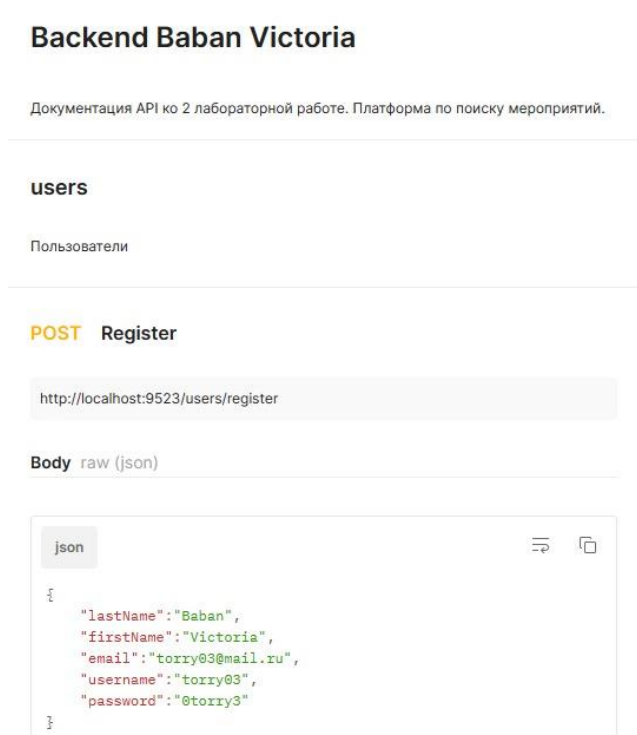 Backend Baban Victoria
Документация API ко 2 лабораторной работе. Платформа по поиску мероприятий.
users
Пользователи
POST Register
http://localhost:9523/users/register
Body raw (json)
json
{
"lastName":"Baban",
"firstName":"Victoria",
"email":"torry03@mail.ru",
"username":"torry03",
"password":"0torry3"
}